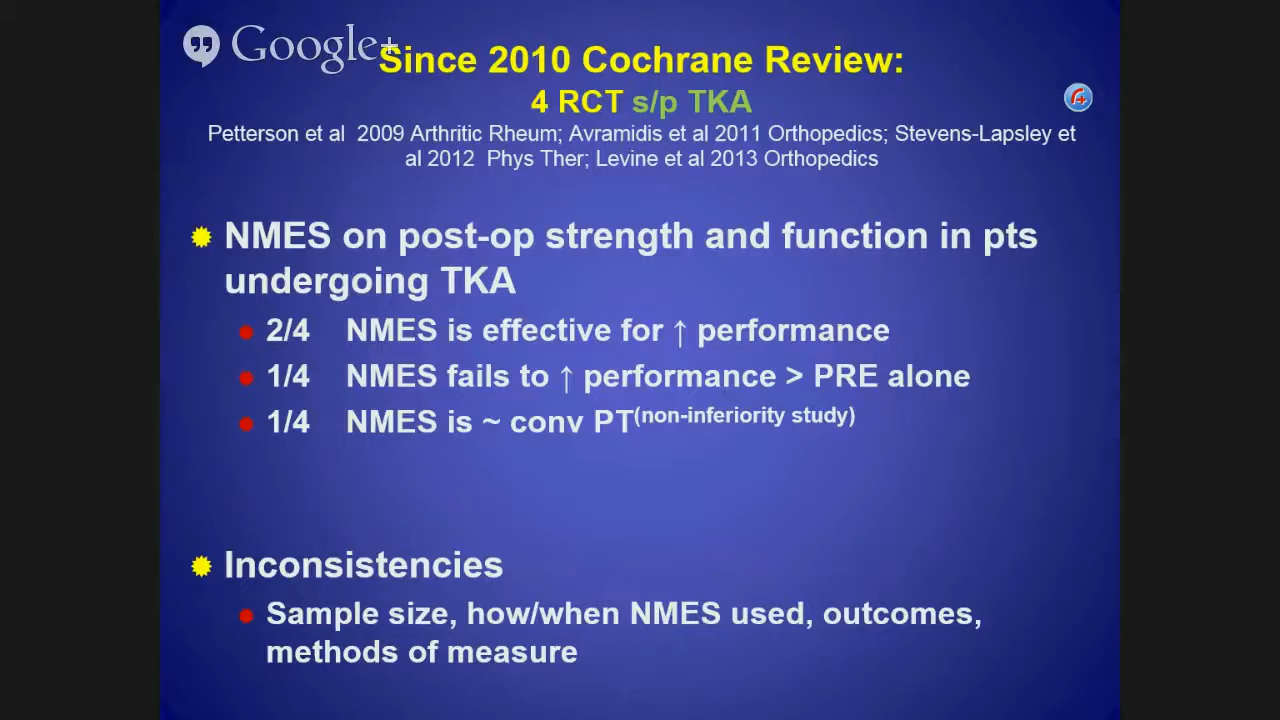 Google+
Since 2010 Cochrane Review:
4 RCT s/p TKA
Petterson et al 2009 Arthritic Rheum; Avramidis et al 2011 Orthopedics; Stevens-Lapsley et
al 2012 Phys Ther; Levine et al 2013 Orthopedics
NMES on post-op strength and function in pts
undergoing TKA
2/4 NMES is effective for ↑ performance
1/4 NMES fails to ↑ performance > PRE alone
1/4 NMES is ~ conv PT(non-inferiority study)
Inconsistencies
Sample size, how/when NMES used, outcomes,
methods of measure